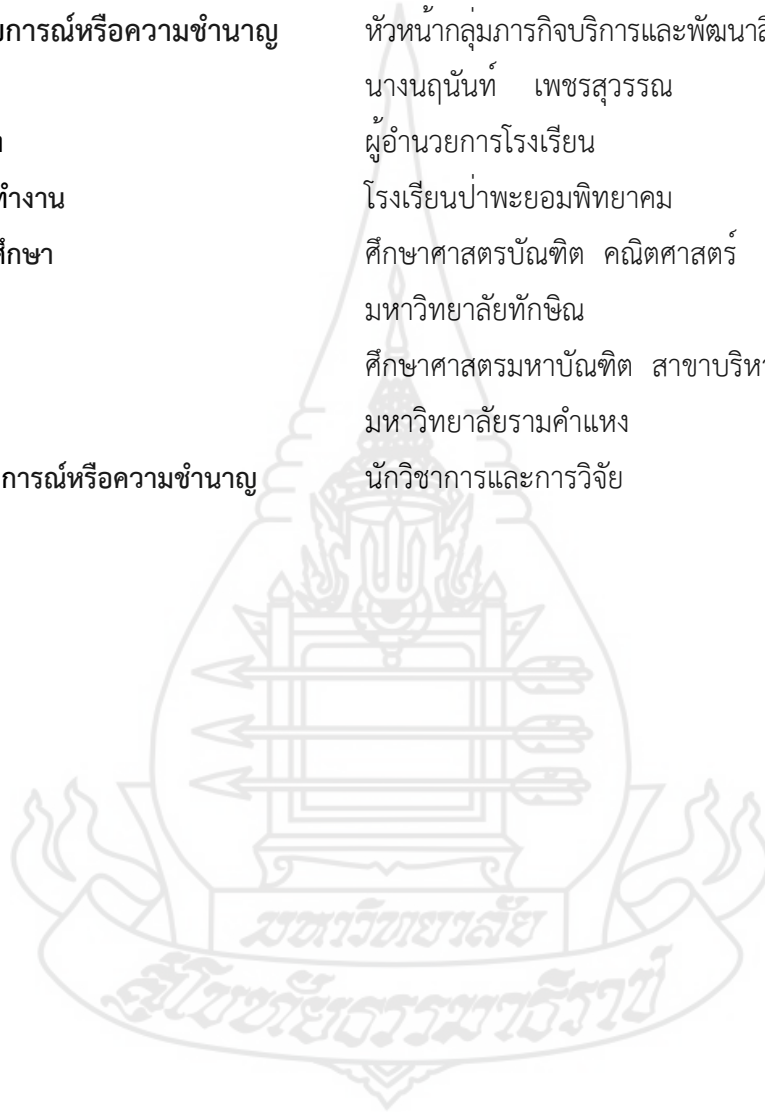 การณ์หรือความชำนาญ หัวหน้ากลุ่มภารกิจบริการและพัฒนา
นางนฤนันท์ เพชรสุวรรณ
ผู้อำนวยการโรงเรียน
ทำงาน โรงเรียนป่าพะยอมพิทยาคม
ศึกษา ศึกษาศาสตรบัณฑิต คณิตศาสตร์
มหาวิทยาลัยทักษิณ
ศึกษาศาสตรมหาบัณฑิต สาขาบริหา
มหาวิทยาลัยรามคำแหง
การณ์หรือความชำนาญ นักวิชาการและการวิจัย
มหาวิทยาลัย
สุโขทัยธรรมาธิราช